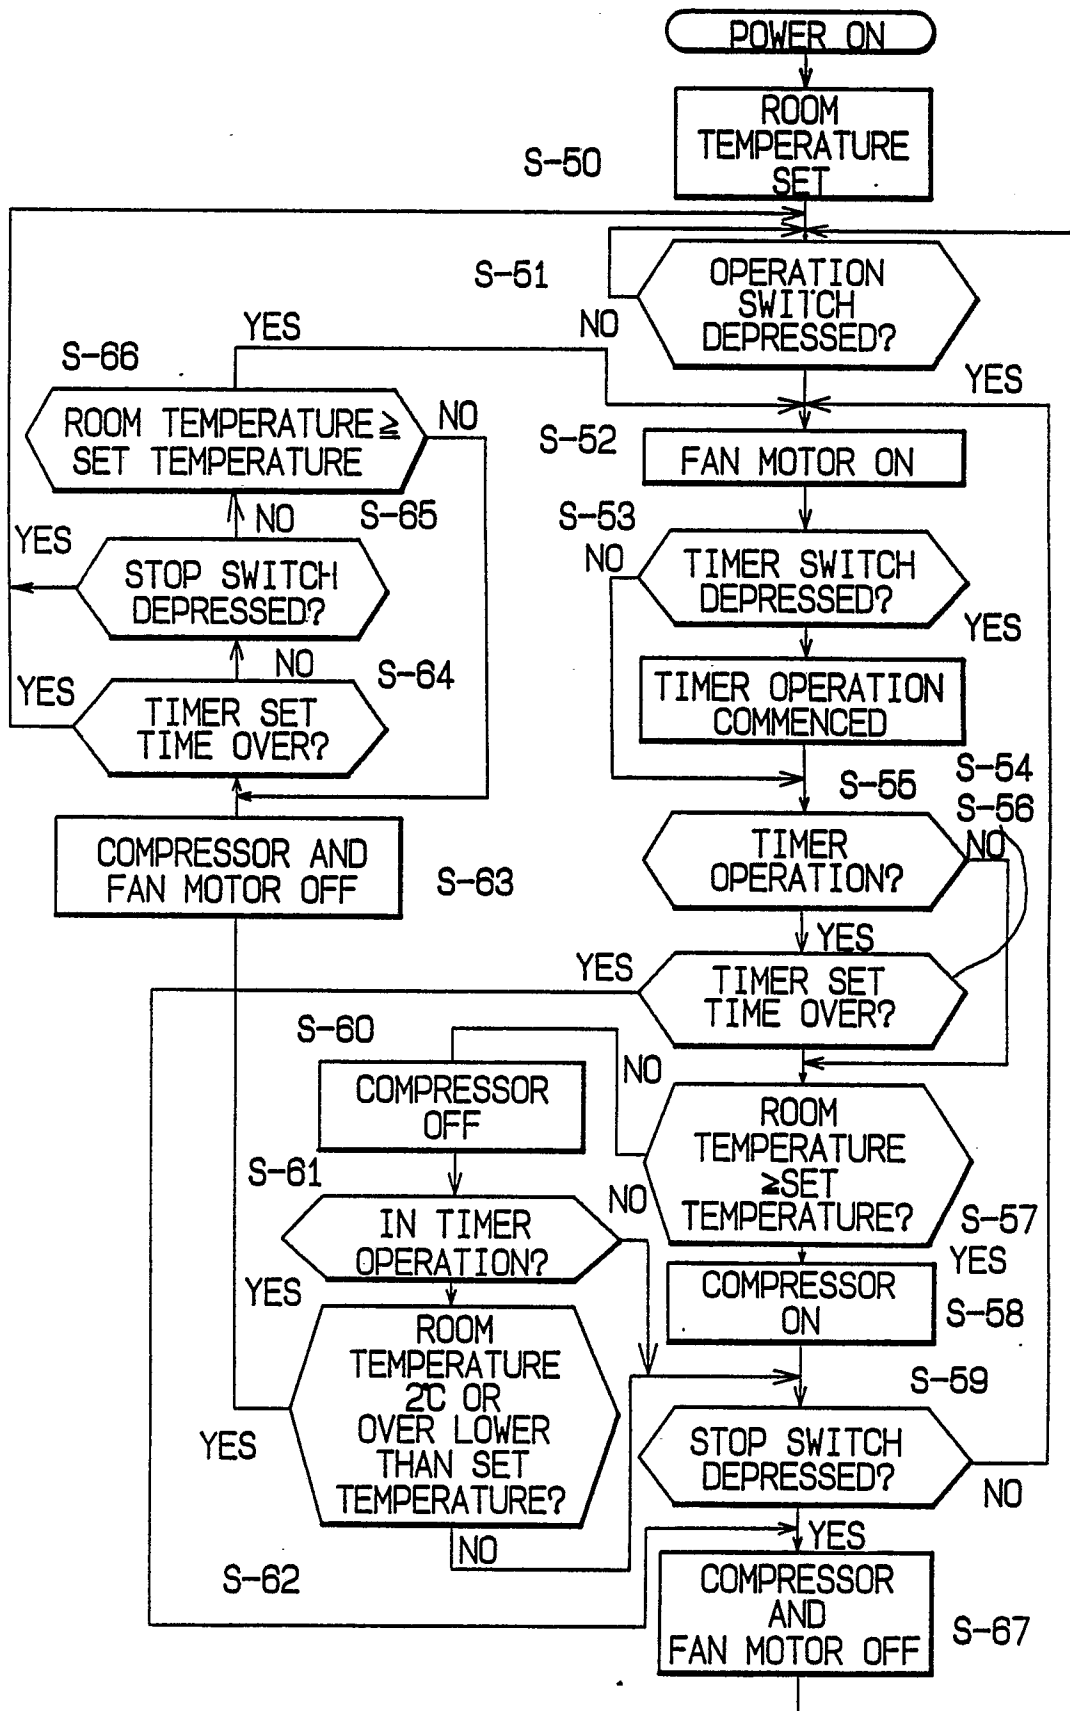 POWER ON
ROOM
TEMPERATURE
SET
S-50
S-51
OPERATION
SWITCH
DEPRESSED?
NO
YES
YES
S-66
ROOM TEMPERATURE ≧
SET TEMPERATURE
NO
S-52
FAN MOTOR ON
S-65
NO
YES
STOP SWITCH
DEPRESSED?
S-53
NO
TIMER SWITCH
DEPRESSED?
YES
NO
S-64
YES
TIMER SET
TIME OVER?
TIMER OPERATION
COMMENCED
S-54
S-55
S-56
COMPRESSOR AND
FAN MOTOR OFF
S-63
TIMER
OPERATION?
NO
YES
YES
TIMER SET
TIME OVER?
S-60
NO
COMPRESSOR
OFF
ROOM
TEMPERATURE
≧SET
TEMPERATURE?
S-57
YES
S-61
NO
IN TIMER
OPERATION?
YES
COMPRESSOR
ON
S-58
ROOM
TEMPERATURE
2°C OR
OVER LOWER
THAN SET
TEMPERATURE?
YES
NO
S-62
S-59
STOP SWITCH
DEPRESSED?
NO
YES
COMPRESSOR
AND
FAN MOTOR OFF
S-67